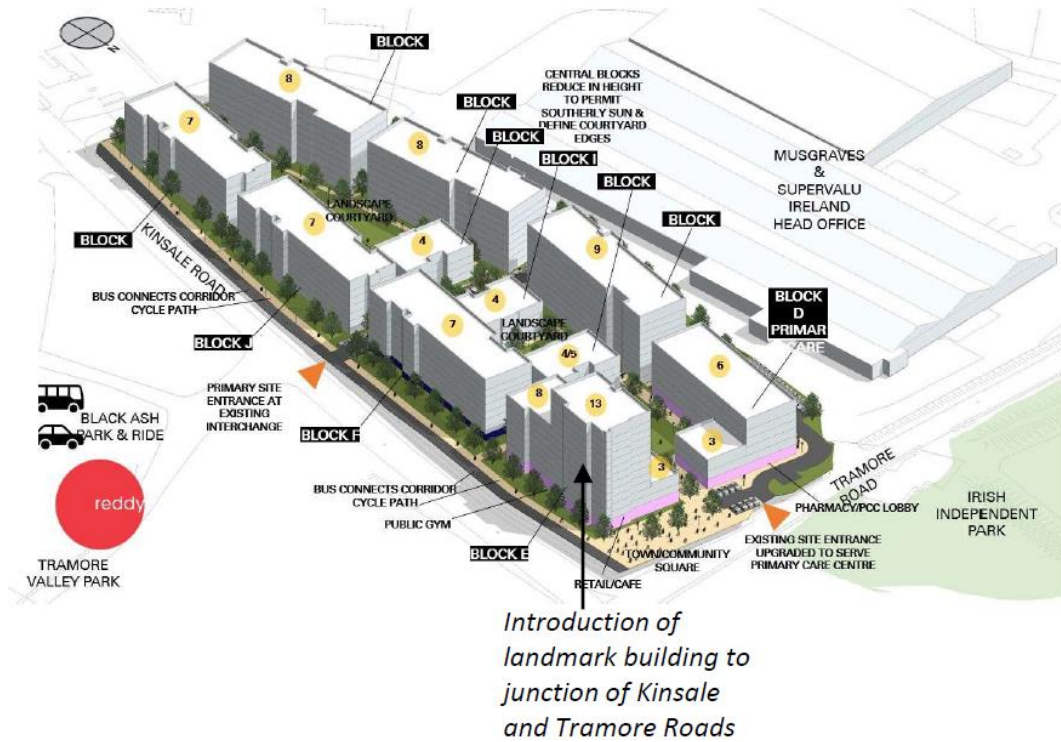 N
BLOCK
8
CENTRAL BLOCKS
REDUCE IN HEIGHT
TO PERMIT
SOUTHERLY SUN &
DEFINE COURTYARD
EDGES
BLOCK
7
8
BLOCK
BLOCK I
BLOCK
MUSGRAVES
&
SUPERVALU
IRELAND
HEAD OFFICE
LANDSCAPE
COURTYARD
BLOCK
7
4
9
BLOCK
KINSALE ROAD
BUS CONNECTS CORRIDOR
CYCLE PATH
4
LANDSCAPE
COURTYARD
BLOCK
D
PRIMAR
CARE
7
BLOCK J
4/5
6
PRIMARY SITE
ENTRANCE AT
EXISTING
INTERCHANGE
8
13
BLACK ASH
PARK & RIDE
BLOCK F
3
3
TRAMORE
ROAD
reddy
BUS CONNECTS CORRIDOR
CYCLE PATH
PUBLIC GYM
PHARMACY/PCC LOBBY
IRISH
INDEPENDENT
PARK
BLOCK E
TOWN/COMMUNITY
SQUARE
EXISTING SITE ENTRANCE
UPGRADED TO SERVE
PRIMARY CARE CENTRE
TRAMORE
VALLEY PARK
RETAIL/CAFE
Introduction of
landmark building to
junction of Kinsale
and Tramore Roads